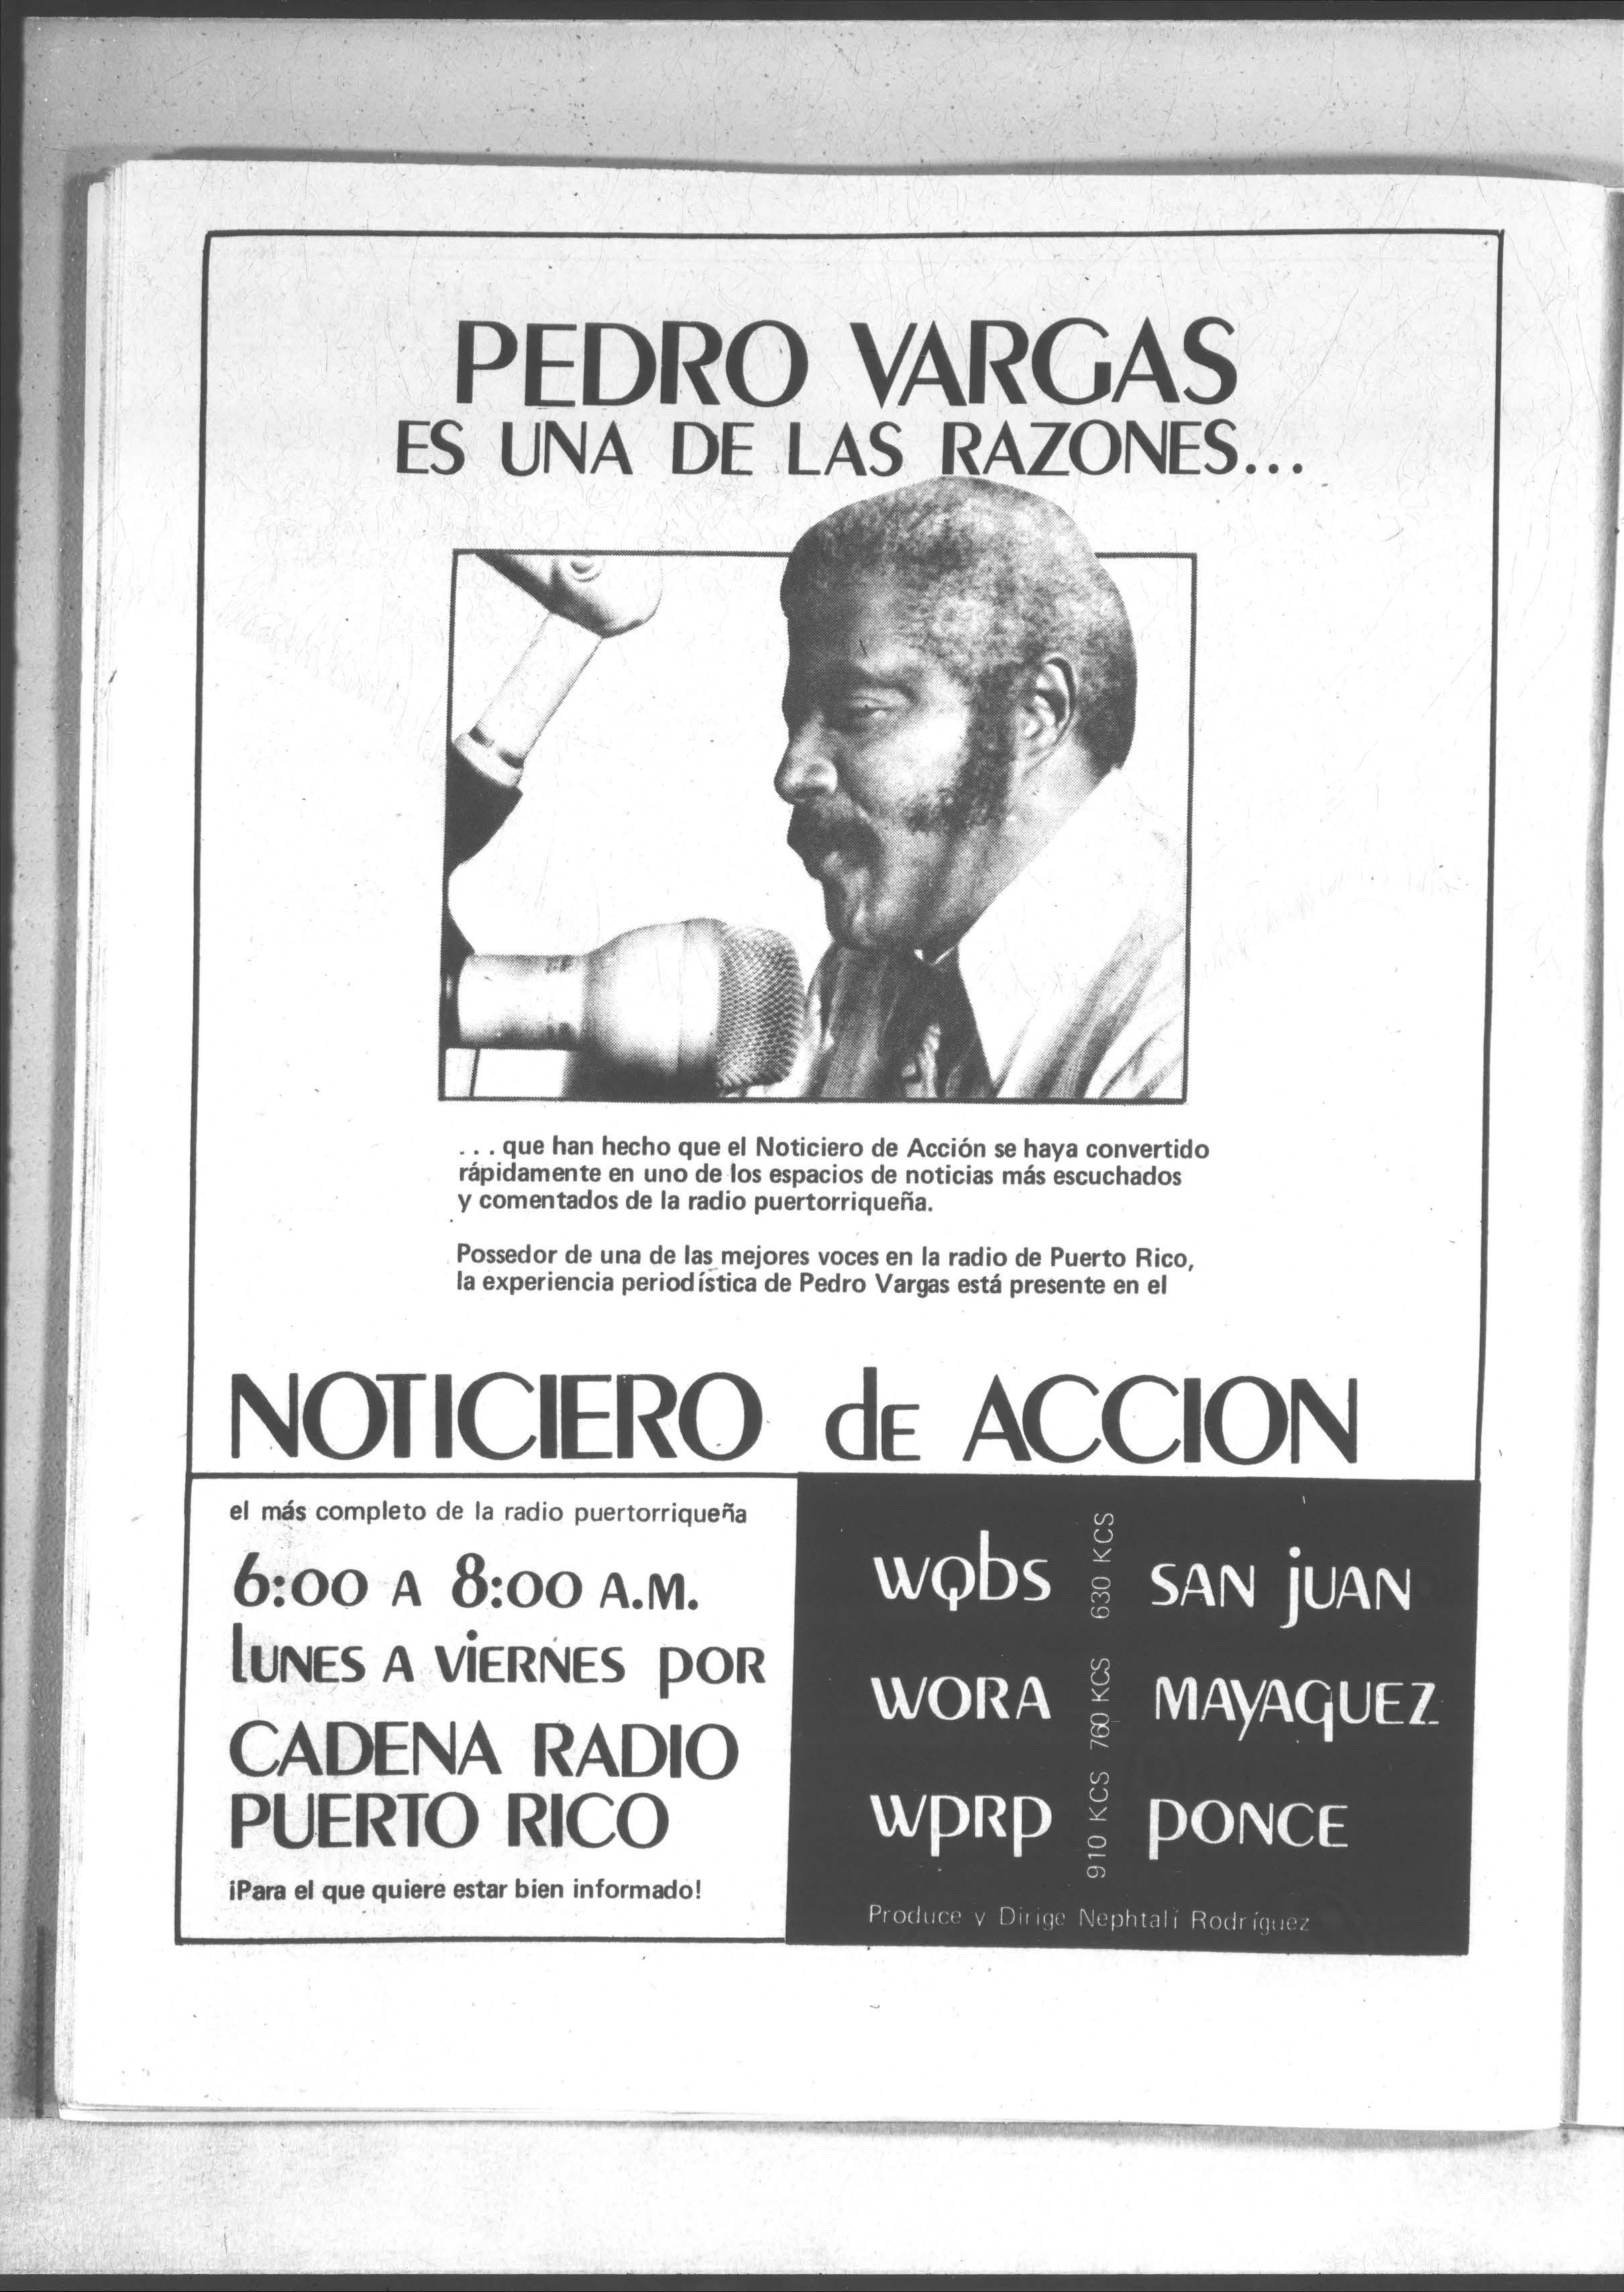 PEDRO VARGAS
ES UNA DE LAS RAZONES...
... que han hecho que el Noticiero de Acción se haya convertido
rápidamente en uno de los espacios de noticias más escuchados
y comentados de la radio puertorriqueña.
Possedor de una de las mejores voces en la radio de Puerto Rico,
la experiencia periodística de Pedro Vargas está presente en el
NOTICIERO de ACCION
el más completo de la radio puertorriqueña
6:00 A 8:00 A.M.
lUNES A ViERNES pOR
CADENA RADIO
PUERTO RICO
¡Para el que quiere estar bien informado!
wqbs 630 KCS SAN jUAN
WORA 760 KCS MAyAqUEZ
wpRp 910 KCS pONCE
Produce y Dirige Nephtalí Rodríguez